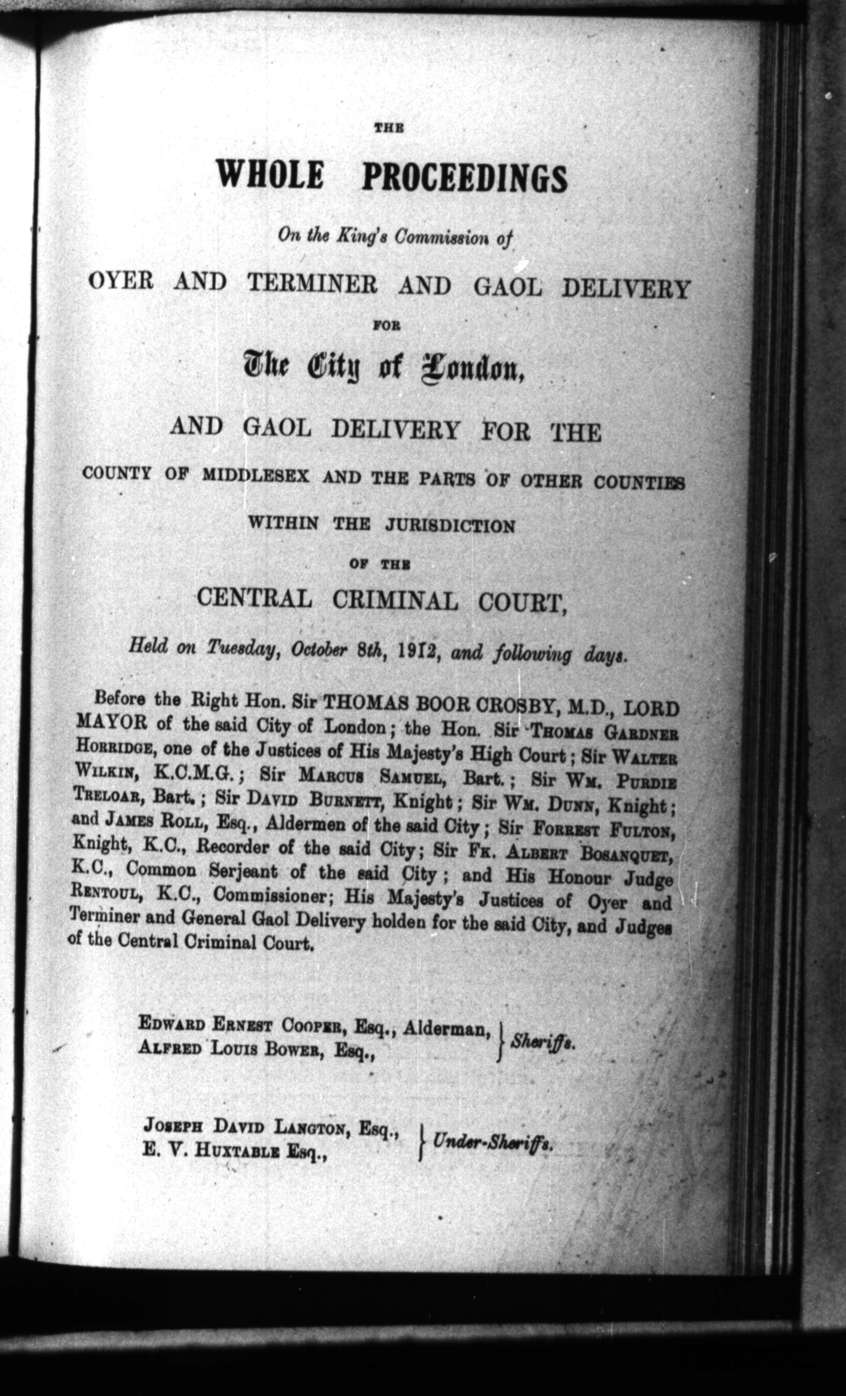 THE
WHOLE PROCEEDINGS
On the King's Commission of
OYER AND TERMINER AND GAOL DELIVERY
FOR
The City of London,
AND GAOL DELIVERY FOR THE
COUNTY OF MIDDLESEX AND THE PARTS OF OTHER COUNTIES
WITHIN THE JURISDICTION
OF THE
CENTRAL CRIMINAL COURT,
Held on Tuesday, October 8th, 1912, and following days.
Before the Right Hon. Sir THOMAS BOOR CROSBY, M.D., LORD
MAYOR of the said City of London; the Hon. Sir THOMAS GARDNER
HORRIDGE, one of the Justices of His Majesty's High Court; Sir WALTER
WILKIN, K.C.M.G.; Sir MARCUS SAMUEL, Bart.; Sir WM. PURDIE
TRELOAR, Bart.; Sir DAVID BURNETT, Knight; Sir WM. DUNN, Knight;
and JAMES ROLL, Esq., Aldermen of the said City; Sir FORREST FULTON,
Knight, K.C., Recorder of the said City; Sir FK. ALBERT BOSANQUET,
K.C., Common Serjeant of the said City; and His Honour Judge
RENTOUL, K.C., Commissioner; His Majesty's Justices of Oyer and
Terminer and General Gaol Delivery holden for the said City, and Judges
of the Central Criminal Court.
EDWARD ERNEST COOPER, Esq., Alderman,
ALFRED LOUIS BOWER, Esq.,
} Sheriffs.
JOSEPH DAVID LANGTON, Esq.,
E. V. HUXTABLE Esq.,
} Under-Sheriffs.